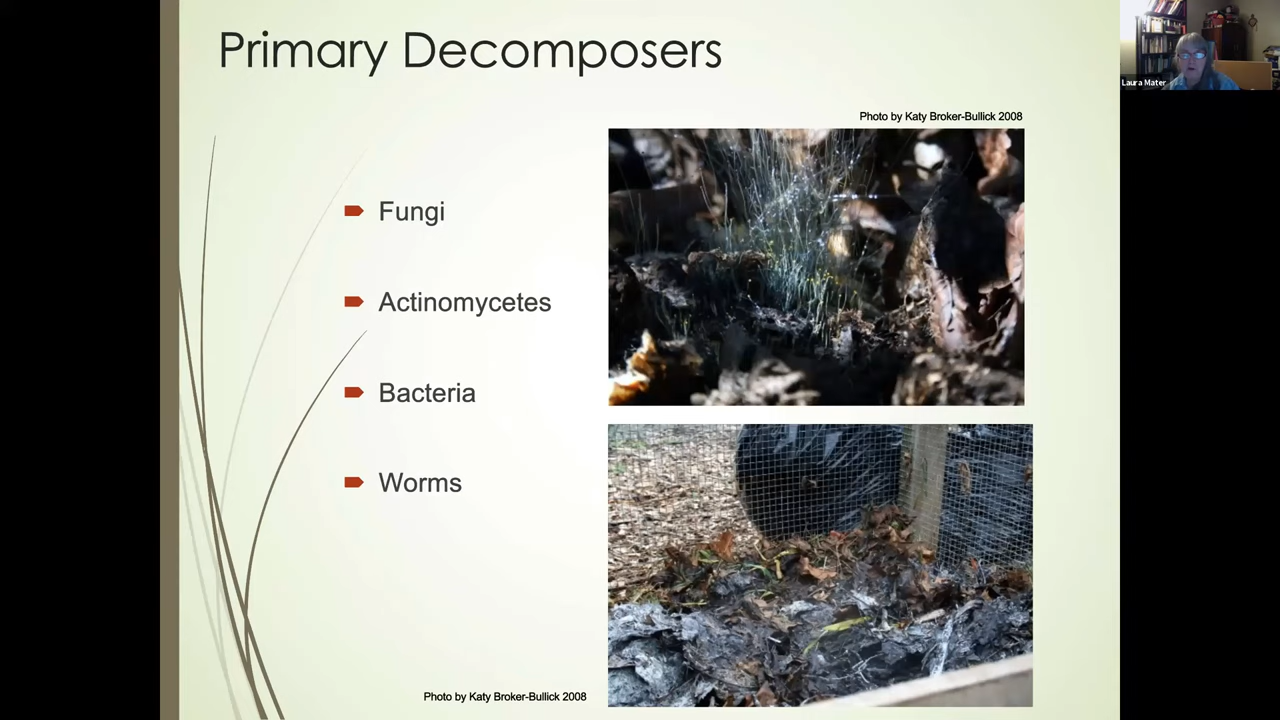 Primary Decomposers
Laura Mater
Photo by Katy Broker-Bullick 2008
Fungi
Actinomycetes
Bacteria
Worms
Photo by Katy Broker-Bullick 2008